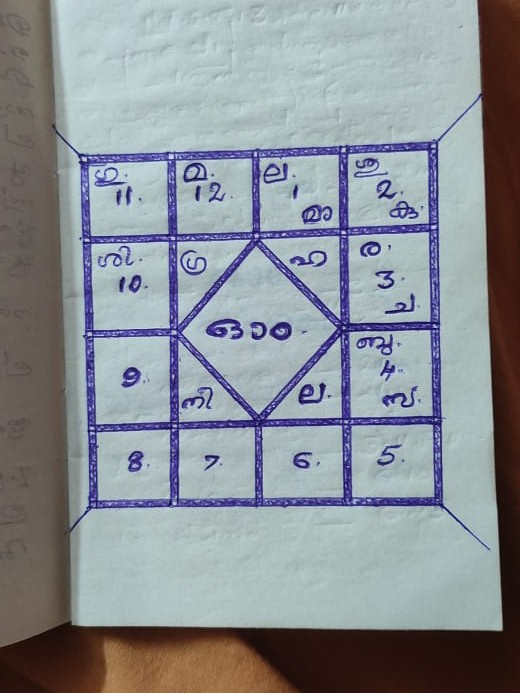 ഗു. മ. ല. ശു
11. 12. 1 2.
മാ കു.
ശി. ഗ്ര ഹ ര.
10. 3.
ച
ഓം.
ബു.
9. 4.
നി ല. സ.
8. 7. 6. 5.